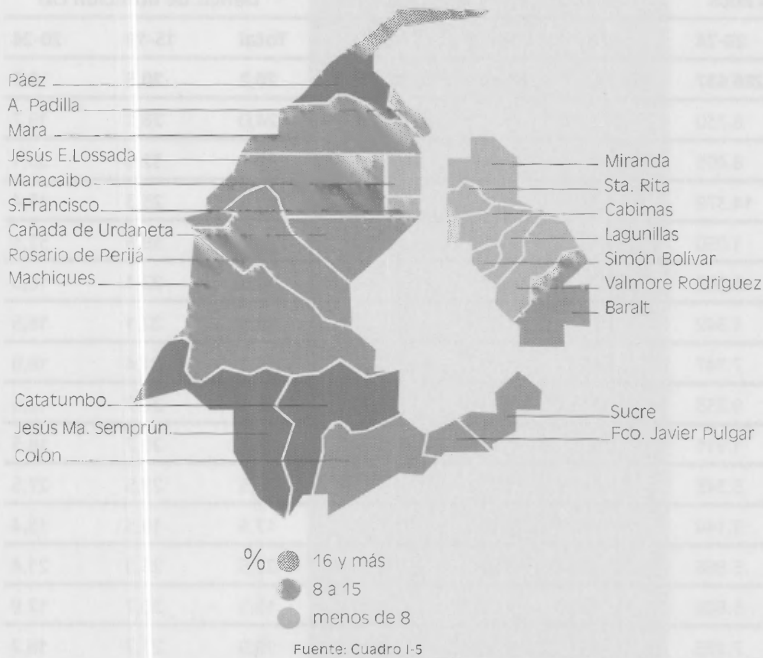 Páez
A. Padilla
Mara
Jesús E.Lossada
Maracaibo
S.Francisco
Cañada de Urdaneta
Rosario de Perija
Machiques
Catatumbo
Jesús Ma. Semprún.
Colón
Miranda
Sta. Rita
Cabimas
Lagunillas
Simón Bolívar
Valmore Rodriguez
Baralt
Sucre
Fco. Javier Pulgar
% 16 y más
8 a 15
menos de 8
Fuente: Cuadro I-5